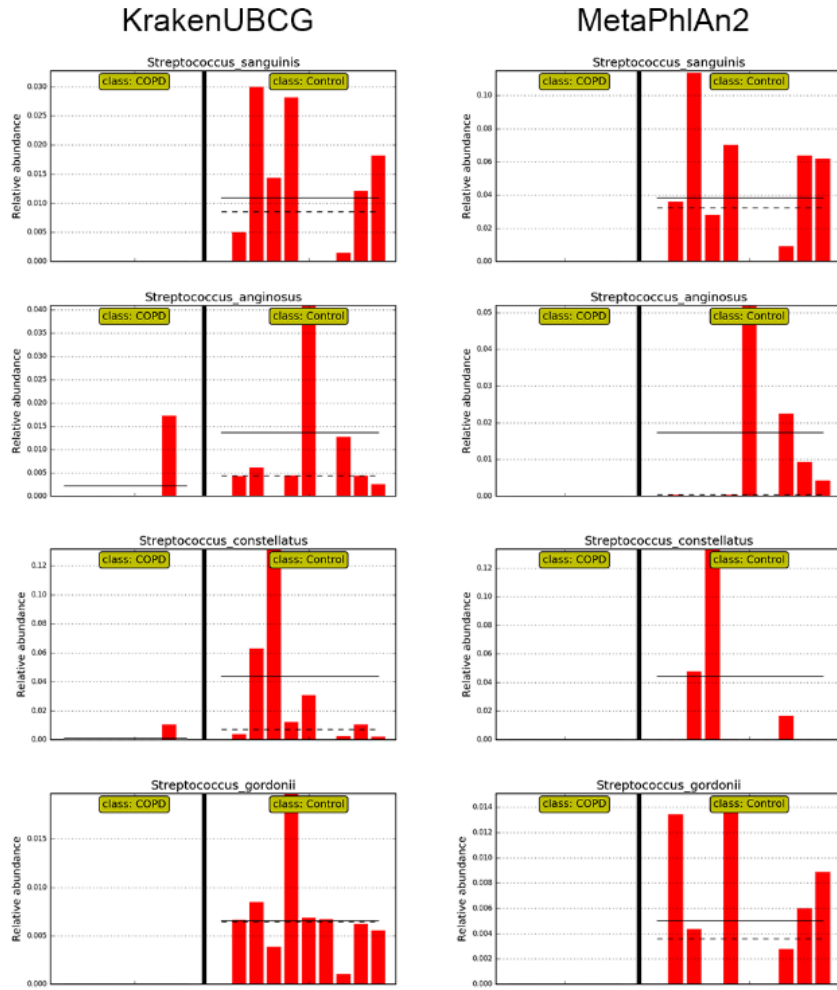 KrakenUBCG
MetaPhlAn2
Streptococcus_sanguinis
class: COPD
class: Control
Relative abundance
0.030
0.025
0.020
0.015
0.010
0.005
0.000
Streptococcus_sanguinis
class: COPD
class: Control
Relative abundance
0.10
0.08
0.06
0.04
0.02
0.00
Streptococcus_anginosus
class: COPD
class: Control
Relative abundance
0.040
0.035
0.030
0.025
0.020
0.015
0.010
0.005
0.000
Streptococcus_anginosus
class: COPD
class: Control
Relative abundance
0.05
0.04
0.03
0.02
0.01
0.00
Streptococcus_constellatus
class: COPD
class: Control
Relative abundance
0.12
0.10
0.08
0.06
0.04
0.02
0.00
Streptococcus_constellatus
class: COPD
class: Control
Relative abundance
0.12
0.10
0.08
0.06
0.04
0.02
0.00
Streptococcus_gordonii
class: COPD
class: Control
Relative abundance
0.015
0.010
0.005
0.000
Streptococcus_gordonii
class: COPD
class: Control
Relative abundance
0.014
0.012
0.010
0.008
0.006
0.004
0.002
0.000